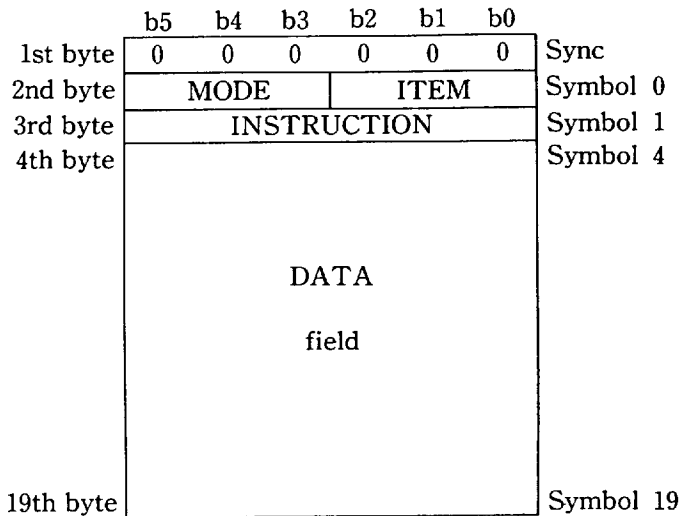 b5 b4 b3 b2 b1 b0
1st byte 0 0 0 0 0 0 Sync
2nd byte MODE ITEM Symbol 0
3rd byte INSTRUCTION Symbol 1
4th byte Symbol 4
DATA
field
19th byte Symbol 19